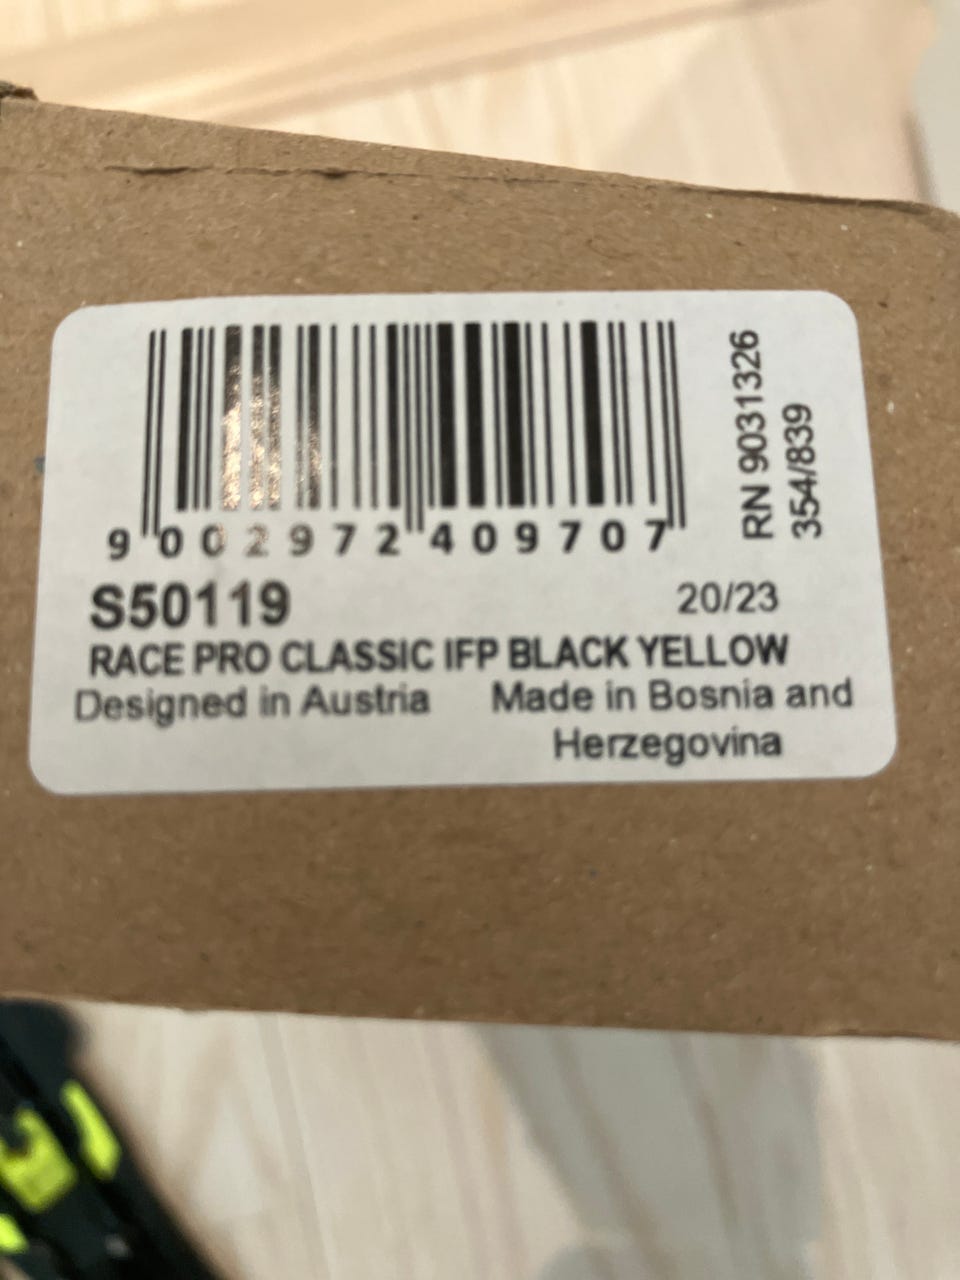 9 002972 409707
RN 9031326
354/839
S50119 20/23
RACE PRO CLASSIC IFP BLACK YELLOW
Designed in Austria Made in Bosnia and
Herzegovina